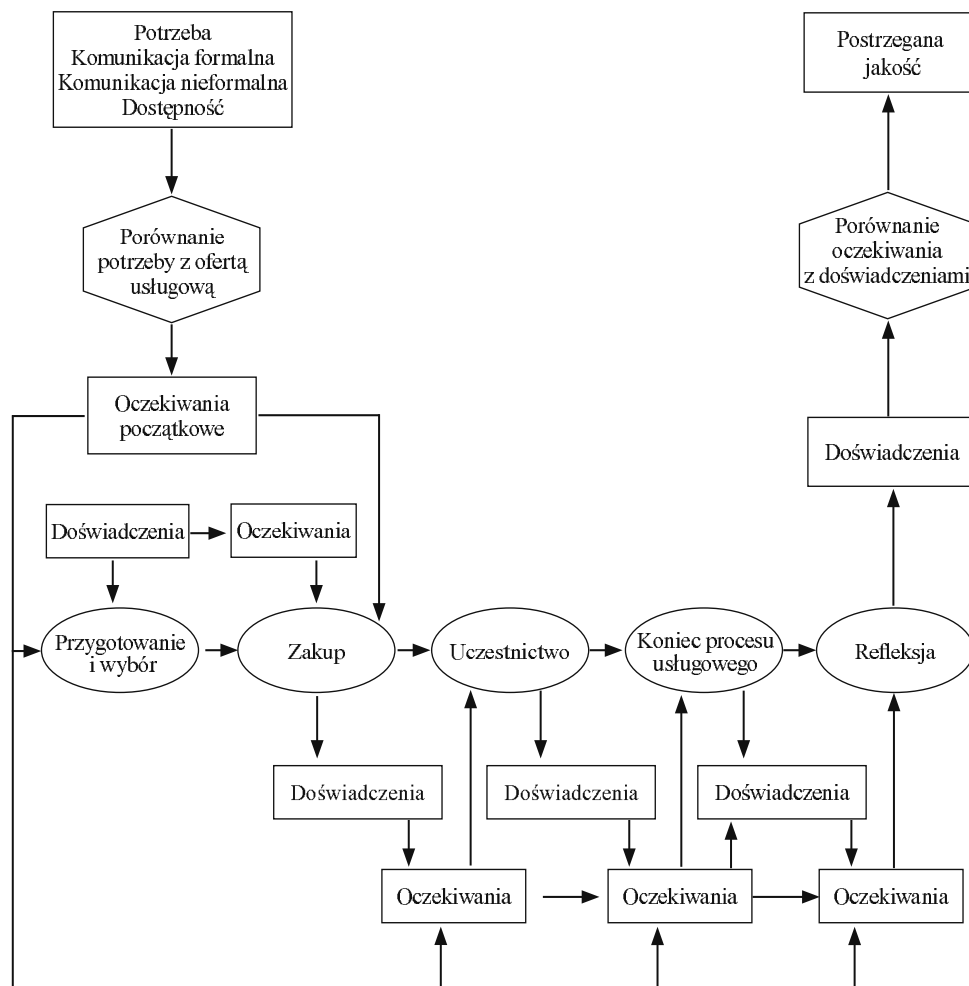 Potrzeba
Komunikacja formalna
Komunikacja nieformalna
Dostępność
Postrzegana
jakość
Porównanie
potrzeby z ofertą
usługową
Porównanie
oczekiwania
z doświadczeniami
Oczekiwania
początkowe
Doświadczenia
Doświadczenia
Oczekiwania
Przygotowanie
i wybór
Zakup
Uczestnictwo
Koniec procesu
usługowego
Refleksja
Doświadczenia
Doświadczenia
Doświadczenia
Oczekiwania
Oczekiwania
Oczekiwania